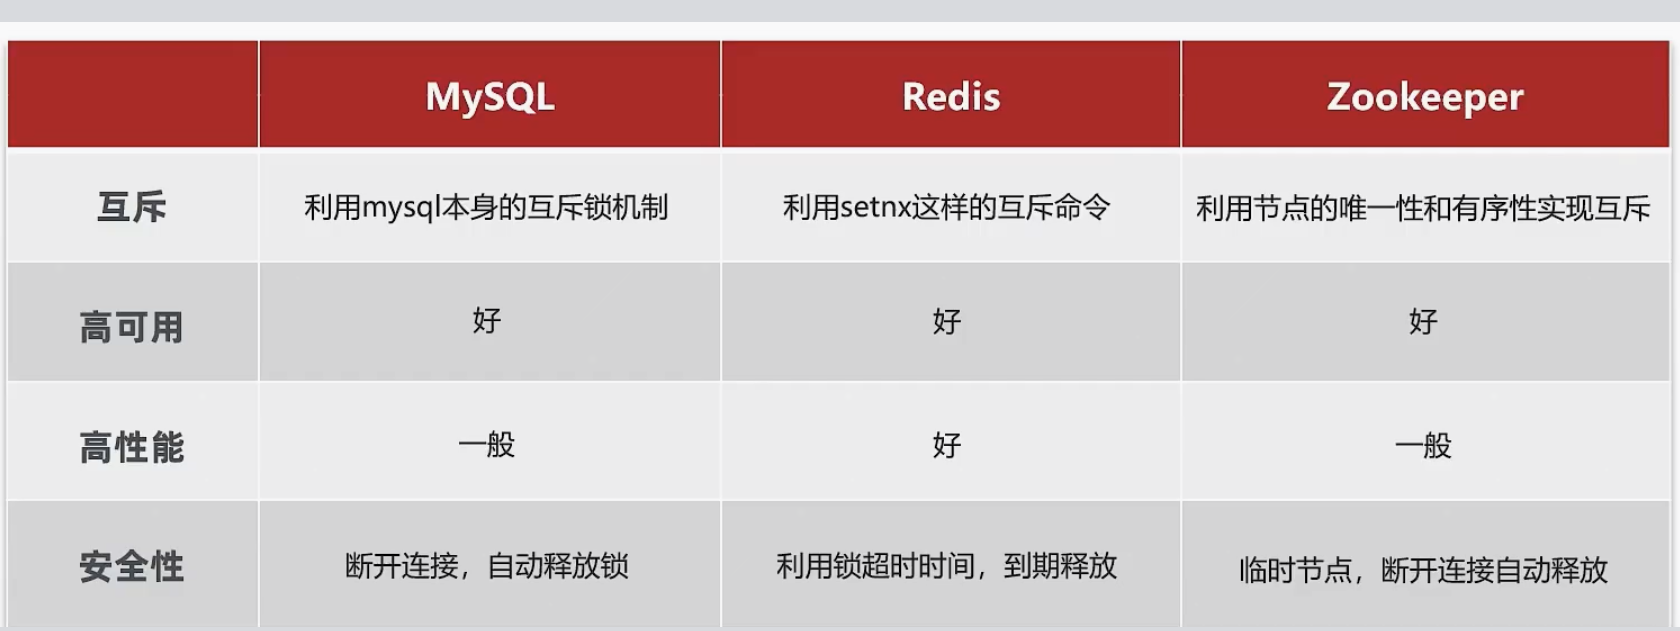 MySQL Redis Zookeeper
互斥 利用mysql本身的互斥锁机制 利用setnx这样的互斥命令 利用节点的唯一性和有序性实现互斥
高可用 好 好 好
高性能 一般 好 一般
安全性 断开连接，自动释放锁 利用锁超时时间，到期释放 临时节点，断开连接自动释放